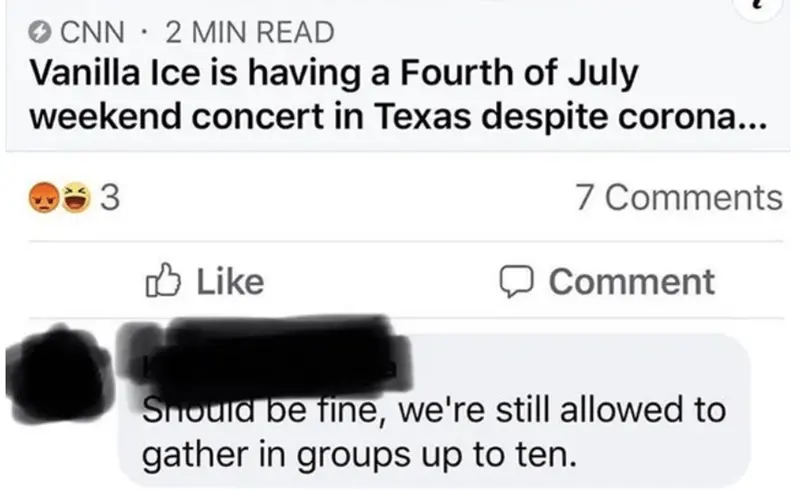 CNN · 2 MIN READ
Vanilla Ice is having a Fourth of July
weekend concert in Texas despite corona...
3
7 Comments
Like
Comment
Should be fine, we're still allowed to
gather in groups up to ten.